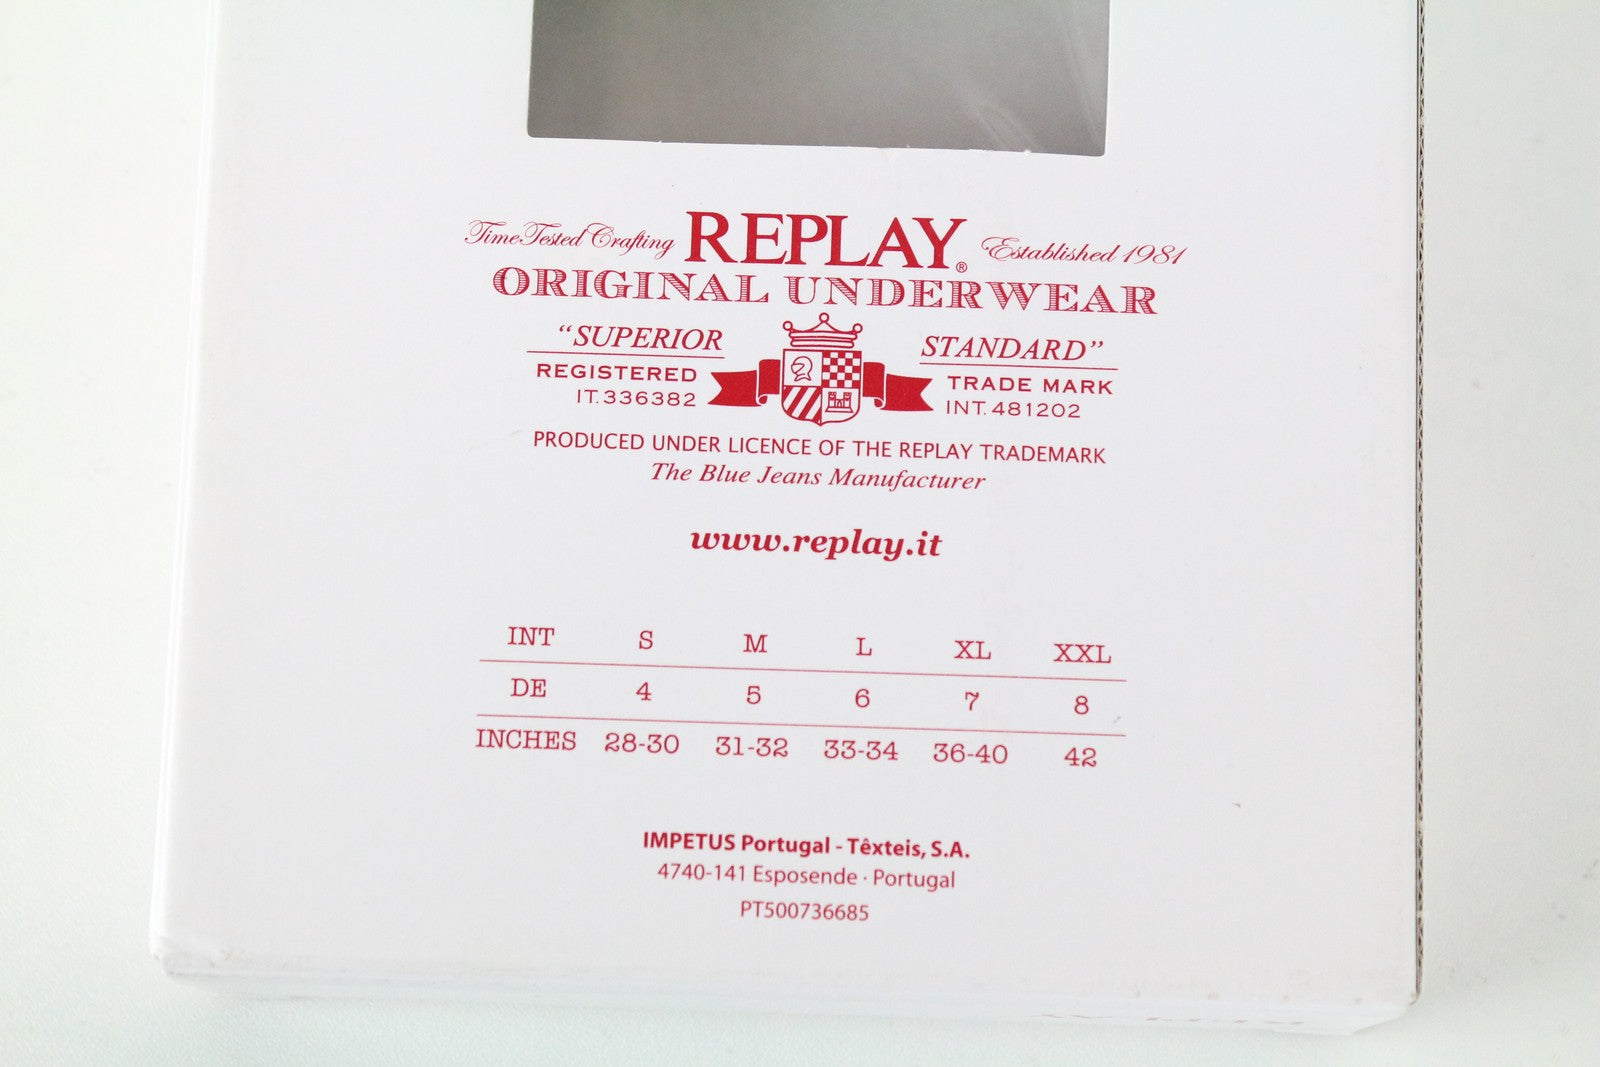 Time Tested Crafting REPLAY® Established 1981
ORIGINAL UNDERWEAR
"SUPERIOR STANDARD"
REGISTERED TRADE MARK
IT.336382 INT.481202
PRODUCED UNDER LICENCE OF THE REPLAY TRADEMARK
The Blue Jeans Manufacturer
www.replay.it
INT S M L XL XXL
DE 4 5 6 7 8
INCHES 28-30 31-32 33-34 36-40 42
IMPETUS Portugal - Têxteis, S.A.
4740-141 Esposende · Portugal
PT500736685